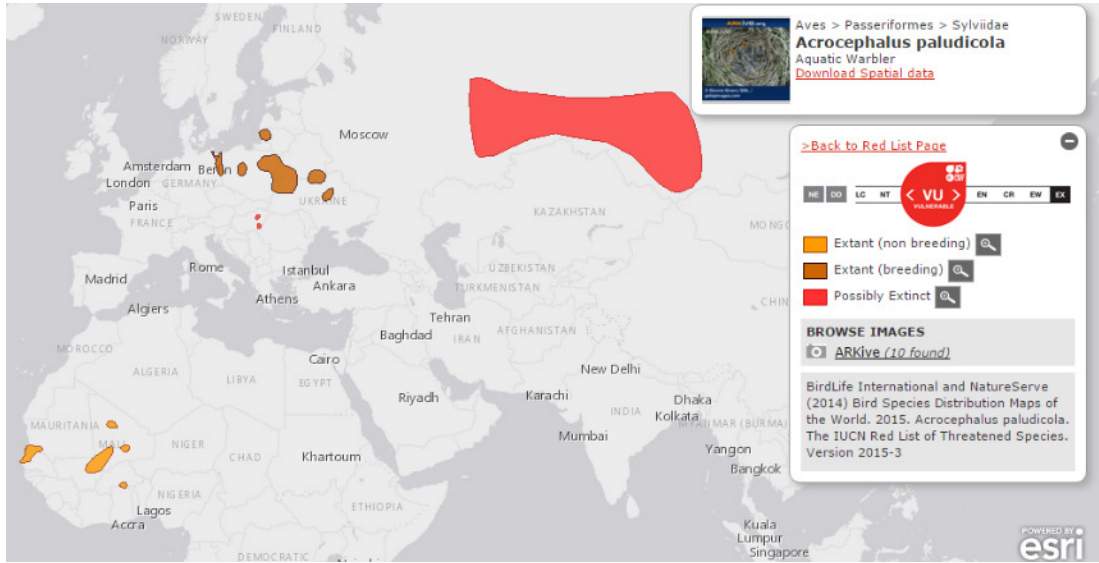 SWEDEN
FINLAND
NORWAY
Moscow
Amsterdam
Berlin
London
GERMANY
UKRAINE
Paris
FRANCE
KAZAKHSTAN
MONGO
Madrid
Rome
Istanbul
Ankara
UZBEKISTAN
TURKMENISTAN
Athens
CHIN
Algiers
Tehran
Baghdad
IRAN
AFGHANISTAN
MOROCCO
Cairo
New Delhi
ALGERIA
LIBYA
EGYPT
Riyadh
Karachi
Dhaka
INDIA
Kolkata
MYANMAR (BURMA)
MAURITANIA
Mumbai
MALI
NIGER
CHAD
Khartoum
Yangon
Bangkok
NIGERIA
Lagos
Accra
ETHIOPIA
Kuala
Lumpur
Singapore
DEMOCRATIC
Aves > Passeriformes > Sylviidae
Acrocephalus paludicola
Aquatic Warbler
Download Spatial data
>Back to Red List Page
NE DD LC NT < VU > EN CR EW EX
VULNERABLE
Extant (non breeding)
Extant (breeding)
Possibly Extinct
BROWSE IMAGES
ARKive (10 found)
BirdLife International and NatureServe
(2014) Bird Species Distribution Maps of
the World. 2015. Acrocephalus paludicola.
The IUCN Red List of Threatened Species.
Version 2015-3
POWERED BY
esri